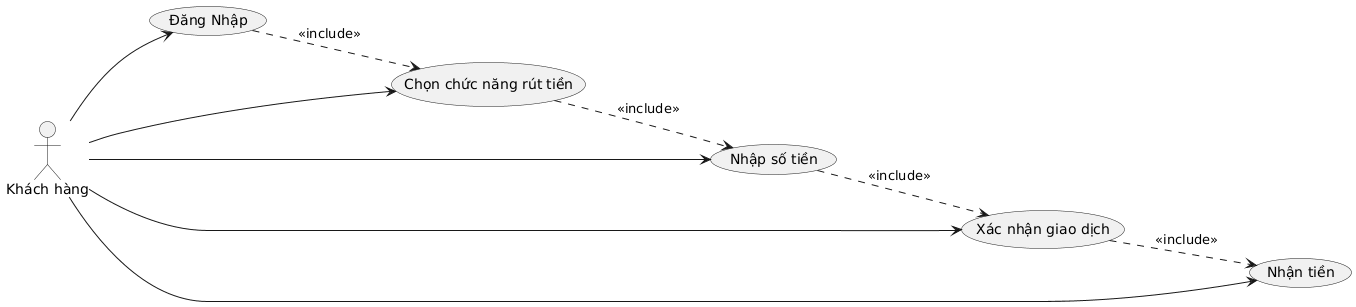 Đăng Nhập
«include»
Chọn chức năng rút tiền
«include»
Nhập số tiền
«include»
Khách hàng
Xác nhận giao dịch
«include»
Nhận tiền